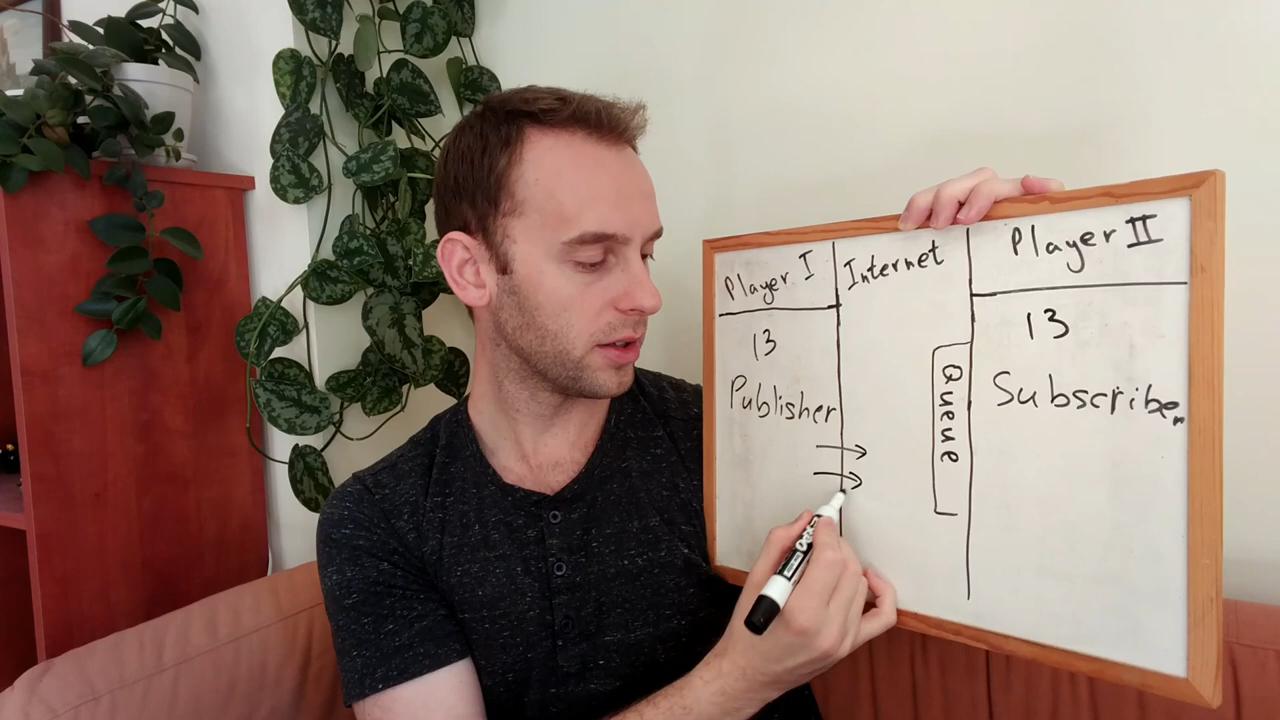 Player I
Internet
Player II
13
13
Publisher
Queue
Subscriber